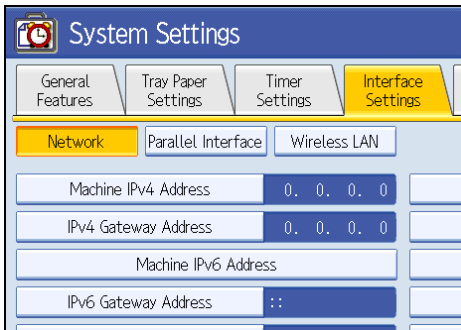 System Settings
General Features
Tray Paper Settings
Timer Settings
Interface Settings
Network
Parallel Interface
Wireless LAN
Machine IPv4 Address
0. 0. 0. 0
IPv4 Gateway Address
0. 0. 0. 0
Machine IPv6 Address
IPv6 Gateway Address
::